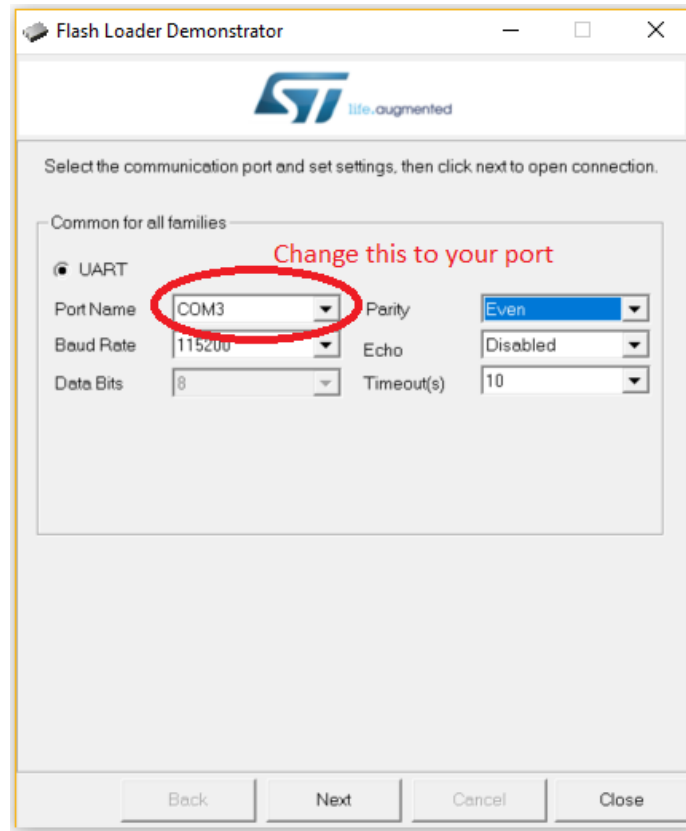 Flash Loader Demonstrator
ST life.augmented
Select the communication port and set settings, then click next to open connection.
Common for all families
Change this to your port
UART
Port Name COM3 Parity Even
Baud Rate 115200 Echo Disabled
Data Bits 8 Timeout(s) 10
Back Next Cancel Close